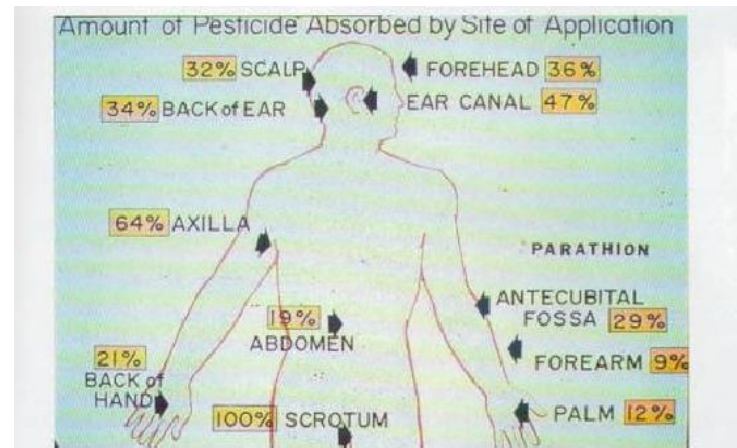 Amount of Pesticide Absorbed by Site of Application
32% SCALP
FOREHEAD 36%
34% BACK of EAR
EAR CANAL 47%
64% AXILLA
PARATHION
ANTECUBITAL
FOSSA 29%
19%
ABDOMEN
21%
BACK of
HAND
FOREARM 9%
100% SCROTUM
PALM 12%